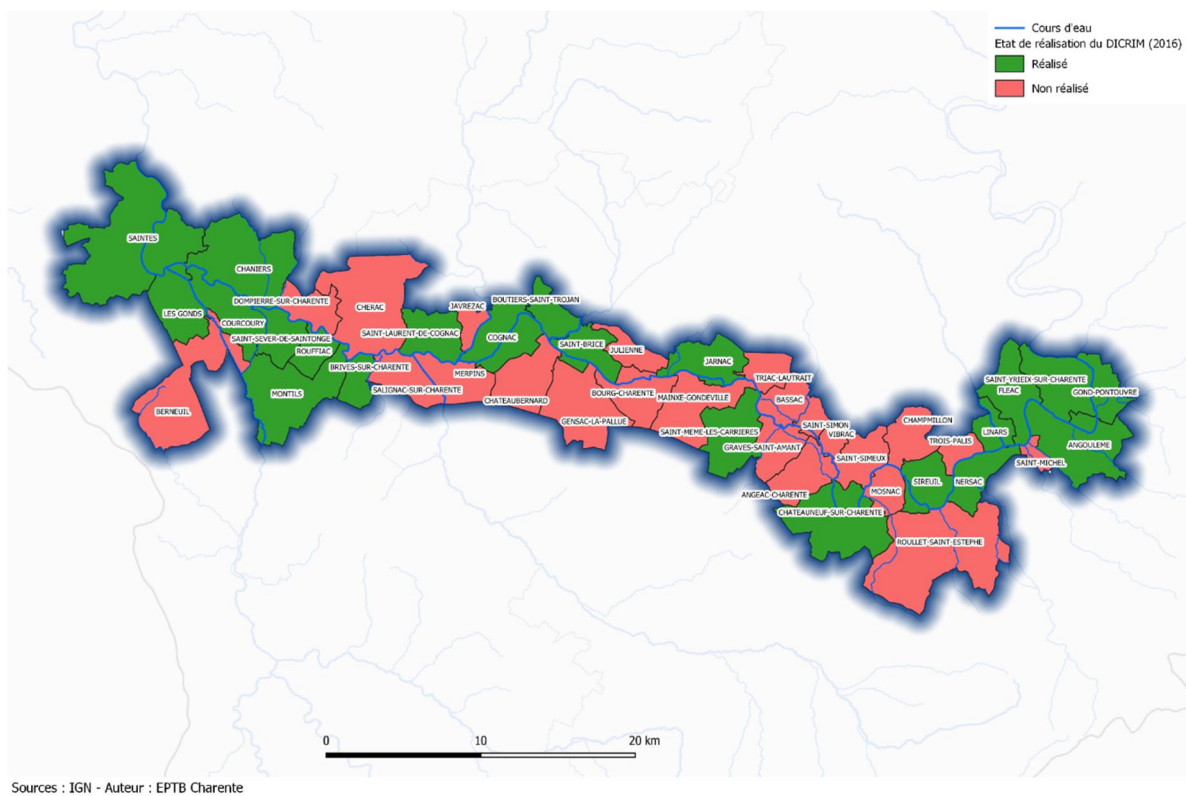 Cours d'eau
Etat de réalisation du DICRIM (2016)
Réalisé
Non réalisé
SAINTES
CHANIERS
DOMPIERRE-SUR-CHARENTE
CHERAC
LES GONDS
COURCOURY
SAINT-SEVER-DE-SAINTONGE
ROUFFIAC
SAINT-LAURENT-DE-COGNAC
JAVREZAC
BOUTIERS-SAINT-TROJAN
COGNAC
SAINT-BRICE
JULIENNE
JARNAC
BRIVES-SUR-CHARENTE
MERPINS
SALIGNAC-SUR-CHARENTE
MONTILS
BERNEUIL
CHATEAUBERNARD
BOURG-CHARENTE
MAINXE-GONDEVILLE
GENSAC-LA-PALLUE
TRIAC-LAUTRAIT
BASSAC
SAINT-SIMON
VIBRAC
SAINT-MEME-LES-CARRIERES
GRAVES-SAINT-AMANT
ANGEAC-CHARENTE
CHATEAUNEUF-SUR-CHARENTE
SAINT-SIMEUX
MOSNAC
CHAMPMILLON
TROIS-PALIS
SIREUIL
NERSAC
LINARS
FLEAC
SAINT-YRIEIX-SUR-CHARENTE
GOND-PONTOUVRE
ANGOULEME
SAINT-MICHEL
ROULLET-SAINT-ESTEPHE
0 10 20 km
Sources : IGN - Auteur : EPTB Charente